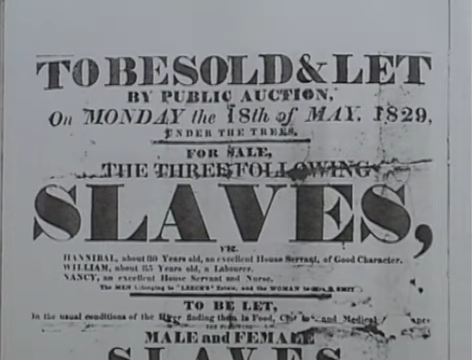 TO BE SOLD & LET
BY PUBLIC AUCTION,
On MONDAY the 18th of MAY. 1829,
UNDER THE TREES.
FOR SALE,
THE THREE FOLLOWING
SLAVES,
VIZ.
HANNIBAL, about 30 Years old, an excellent House Servant, of Good Character.
WILLIAM, about 35 Years old, a Labourer.
NANCY, an excellent House Servant and Nurse.
The MEN belonging to "LEECH'S" Estate, and the WOMAN to
TO BE LET,
On the usual conditions of the Hirer finding them in Food, and Medical
MALE and FEMALE
SLAVES